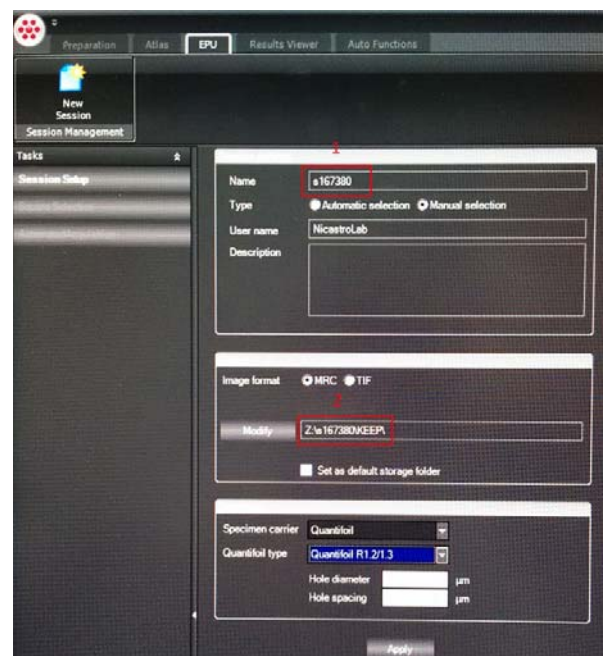 Preparation Atlas EPU Results Viewer Auto Functions
New
Session
Session Management
Tasks
Session Setup
1
Name s167380
Type Automatic selection Manual selection
User name NicastroLab
Description
Image format MRC TIF
2
Modify Z:\s167380\KEEP\
Set as default storage folder
Specimen carrier Quantifoil
Quantifoil type Quantifoil R1.2/1.3
Hole diameter µm
Hole spacing µm
Apply